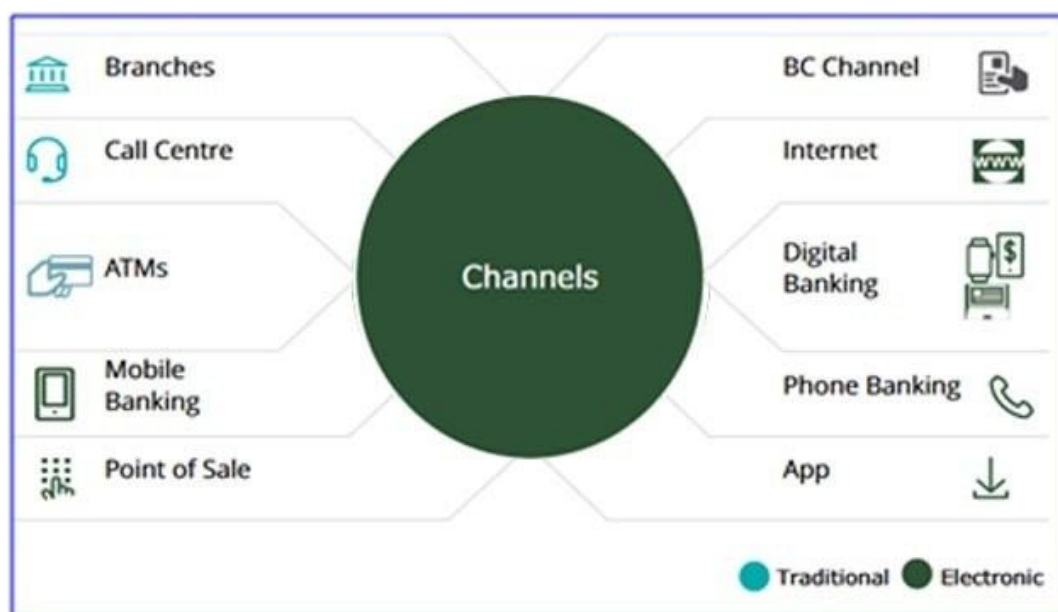 Branches
Call Centre
ATMs
Mobile
Banking
Point of Sale
Channels
BC Channel
Internet
www
Digital
Banking
$
Phone Banking
App
Traditional
Electronic